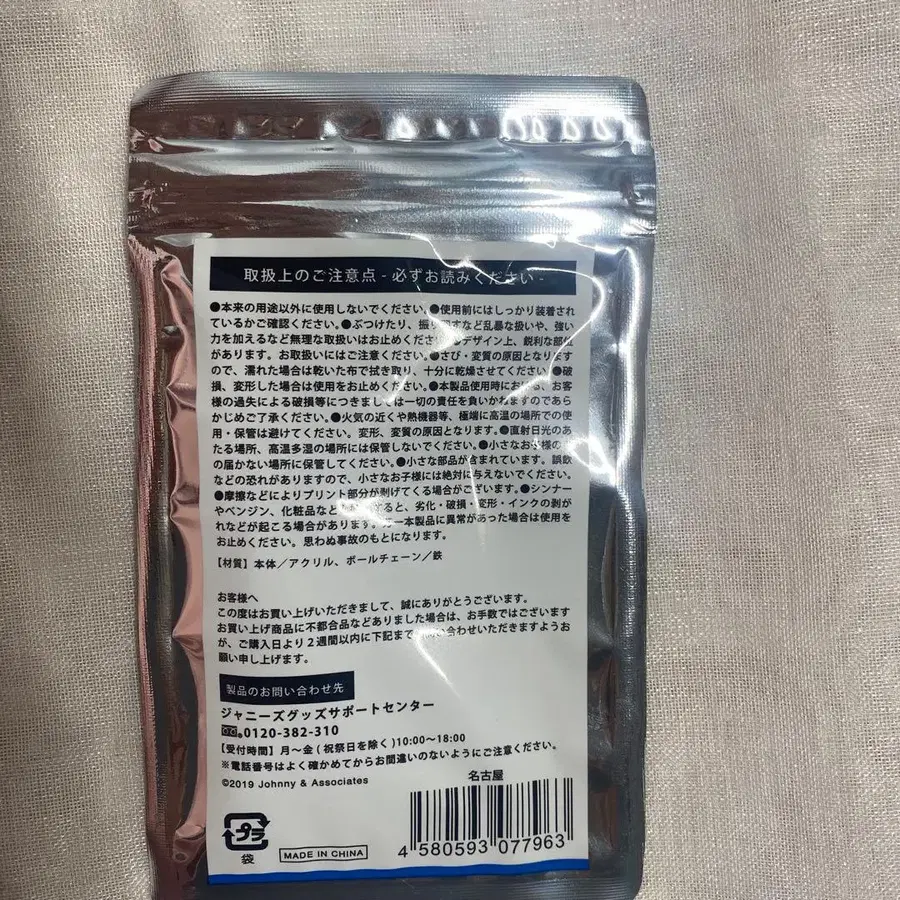 取扱上のご注意点 - 必ずお読みください -
●本来の用途以外に使用しないでください。●使用前にはしっかり装着され
ているかご確認ください。●ぶつけたり、振り回すなど乱暴な扱いや、強い
力を加えるなど無理な取扱いはお止めください デザイン上、鋭利な部位
があります。お取扱いにはご注意ください。●さび・変質の原因となります
ので、濡れた場合は乾いた布で拭き取り、十分に乾燥させてください。●破
損、変形した場合は使用をお止めください。●本製品使用時における、お客
様の過失による破損等につきましては一切の責任を負いかねますのであら
かじめご了承ください。●火気の近くや熱機器等、極端に高温の場所での使
用・保管は避けてください。変形、変質の原因となります。●直射日光のあ
たる場所、高温多湿の場所には保管しないでください。●小さなお子様の
の届かない場所に保管してください。●小さな部品が含まれています。誤飲
などの恐れがありますので、小さなお子様には絶対に与えないでください。
●摩擦などによりプリント部分が剥げてくる場合がございます。●シンナー
やベンジン、化粧品など すると、劣化・破損・変形・インクの剥が
れなどが起こる場合があります。 一本製品に異常があった場合は使用を
お止めください。思わぬ事故のもとになります。
【材質】本体／アクリル、ボールチェーン／鉄
お客様へ
この度はお買い上げいただきまして、誠にありがとうございます。
お買い上げ商品に不都合品などありました場合は、お手数ではございます
が、ご購入日より2週間以内に下記まで い合わせいただきますようお
願い申し上げます。
製品のお問い合わせ先
ジャニーズグッズサポートセンター
0120-382-310
【受付時間】月〜金(祝祭日を除く)10:00〜18:00
※電話番号はよく確かめてからお間違いのないようにご注意ください。
©2019 Johnny & Associates
名古屋
プラ
袋
MADE IN CHINA
4 580593 077963